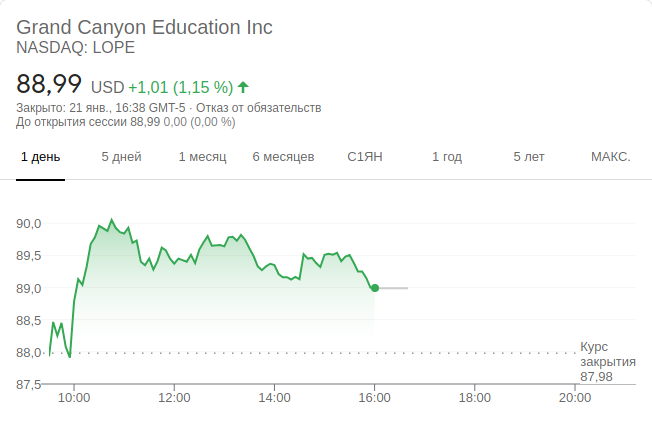 Grand Canyon Education Inc
NASDAQ: LOPE
88,99 USD +1,01 (1,15 %)
Закрыто: 21 янв., 16:38 GMT-5 · Отказ от обязательств
До открытия сессии 88,99 0,00 (0,00 %)
1 день 5 дней 1 месяц 6 месяцев С1ЯН 1 год 5 лет МАКС.
90,0
89,5
89,0
88,5
88,0
87,5
Курс
закрытия
87,98
10:00 12:00 14:00 16:00 18:00 20:00